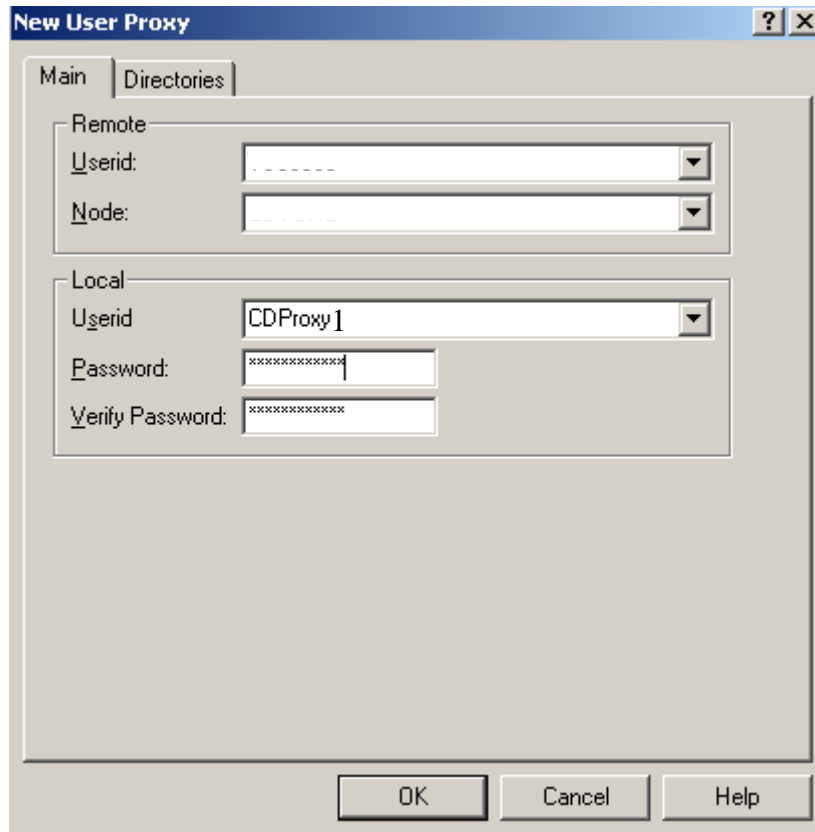 New User Proxy
Main
Directories
Remote
Userid:
Node:
Local
Userid
CDProxy1
Password:
************
Verify Password:
************
OK
Cancel
Help